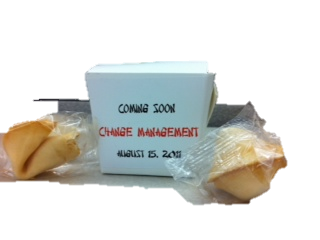 COMING SOON
CHANGE MANAGEMENT
AUGUST 15, 2011